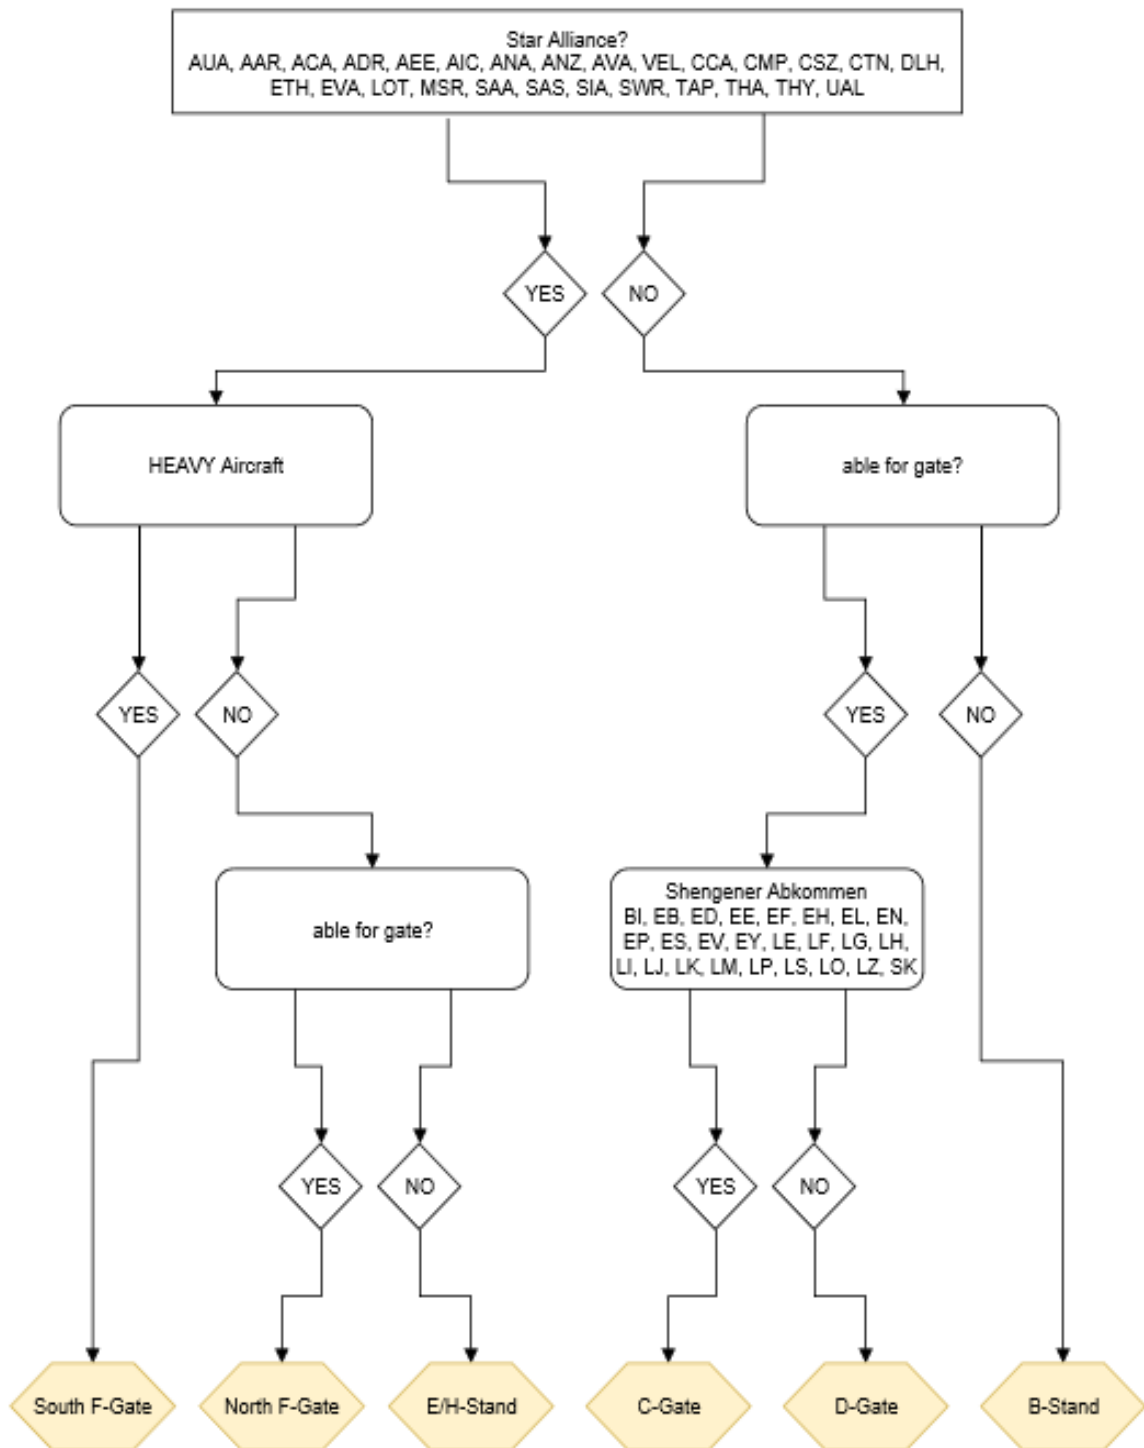 Star Alliance?
AUA, AAR, ACA, ADR, AEE, AIC, ANA, ANZ, AVA, VEL, CCA, CMP, CSZ, CTN, DLH,
ETH, EVA, LOT, MSR, SAA, SAS, SIA, SWR, TAP, THA, THY, UAL
YES
NO
HEAVY Aircraft
able for gate?
YES
NO
YES
NO
able for gate?
Shengener Abkommen
BI, EB, ED, EE, EF, EH, EL, EN,
EP, ES, EV, EY, LE, LF, LG, LH,
LI, LJ, LK, LM, LP, LS, LO, LZ, SK
YES
NO
YES
NO
South F-Gate
North F-Gate
E/H-Stand
C-Gate
D-Gate
B-Stand